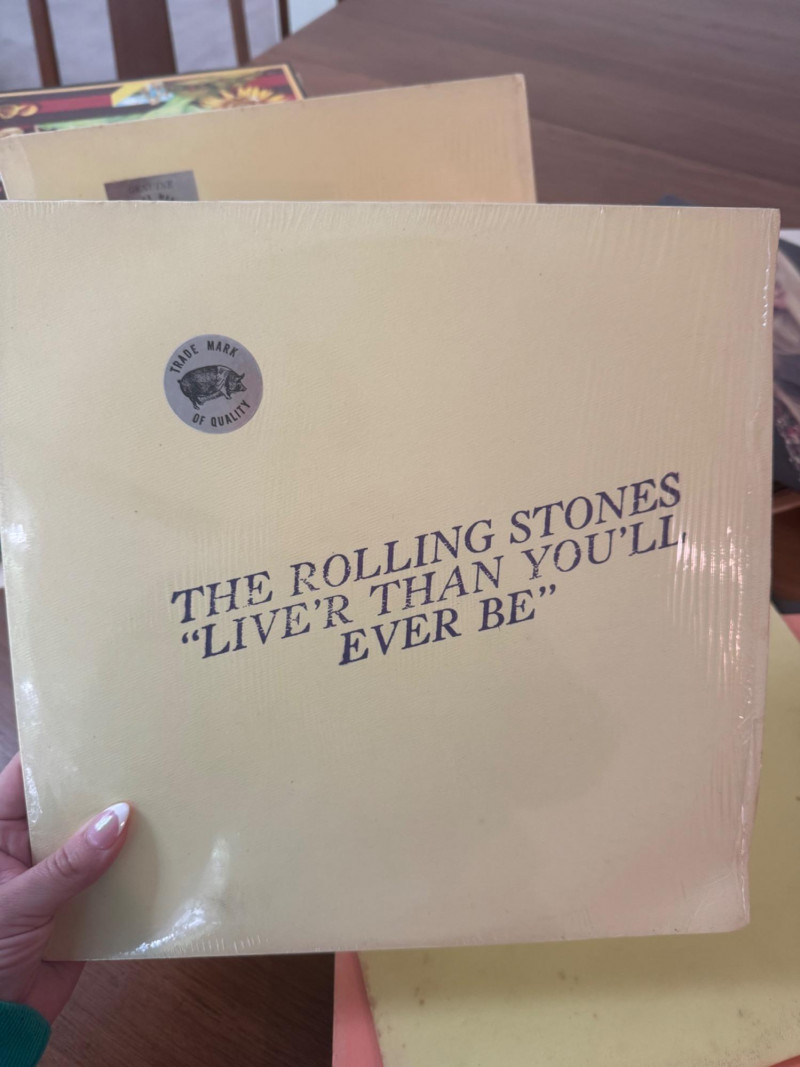 TRADE MARK
OF QUALITY
THE ROLLING STONES
“LIVE’R THAN YOU’LL
EVER BE”